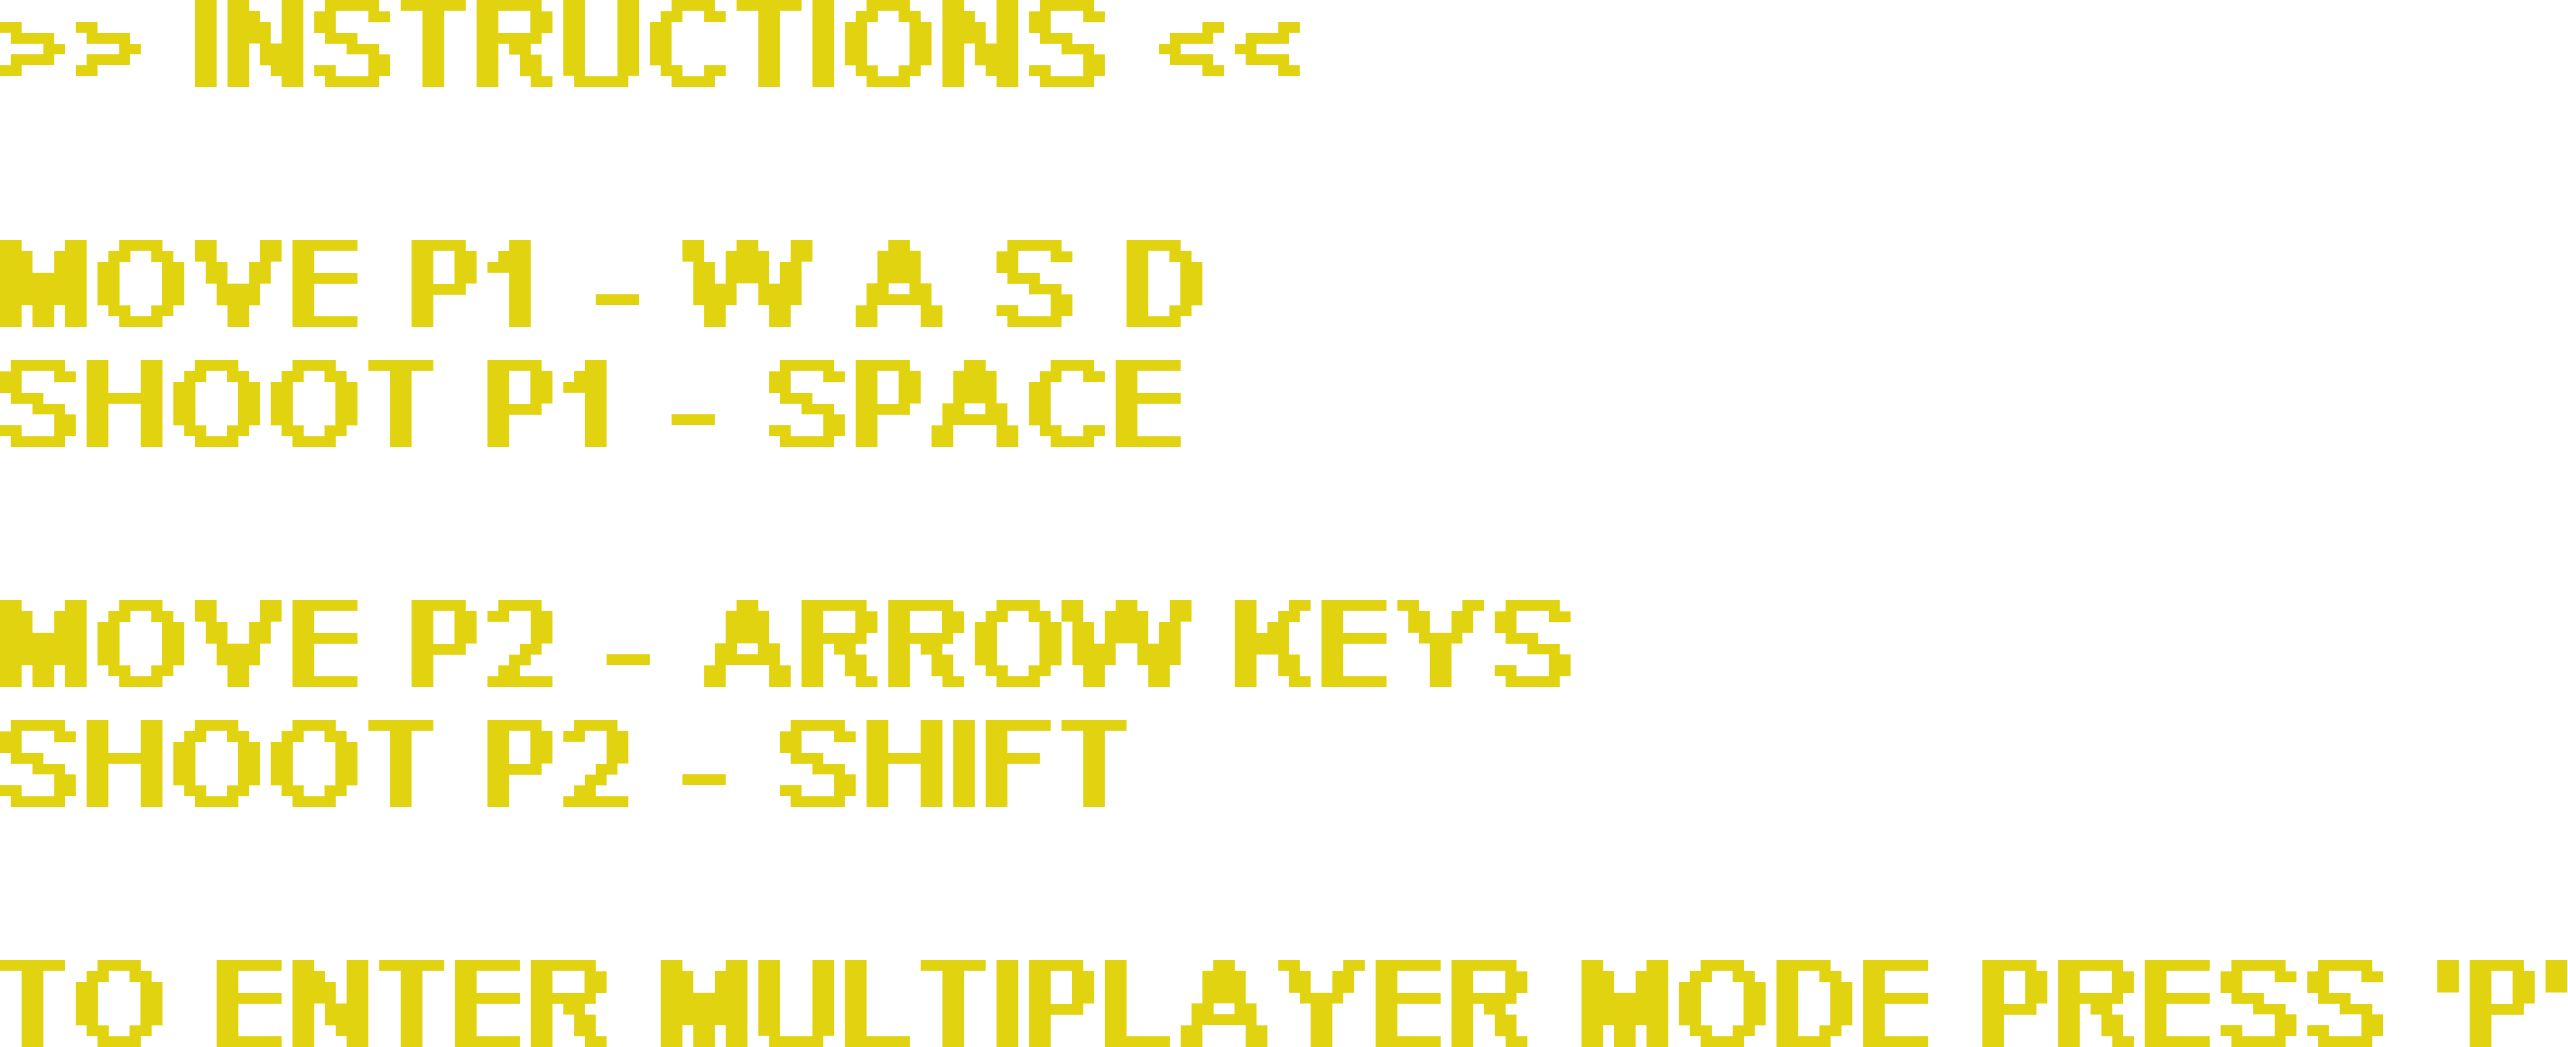 >> INSTRUCTIONS <<
MOVE P1 - W A S D
SHOOT P1 - SPACE
MOVE P2 - ARROW KEYS
SHOOT P2 - SHIFT
TO ENTER MULTIPLAYER MODE PRESS 'P'